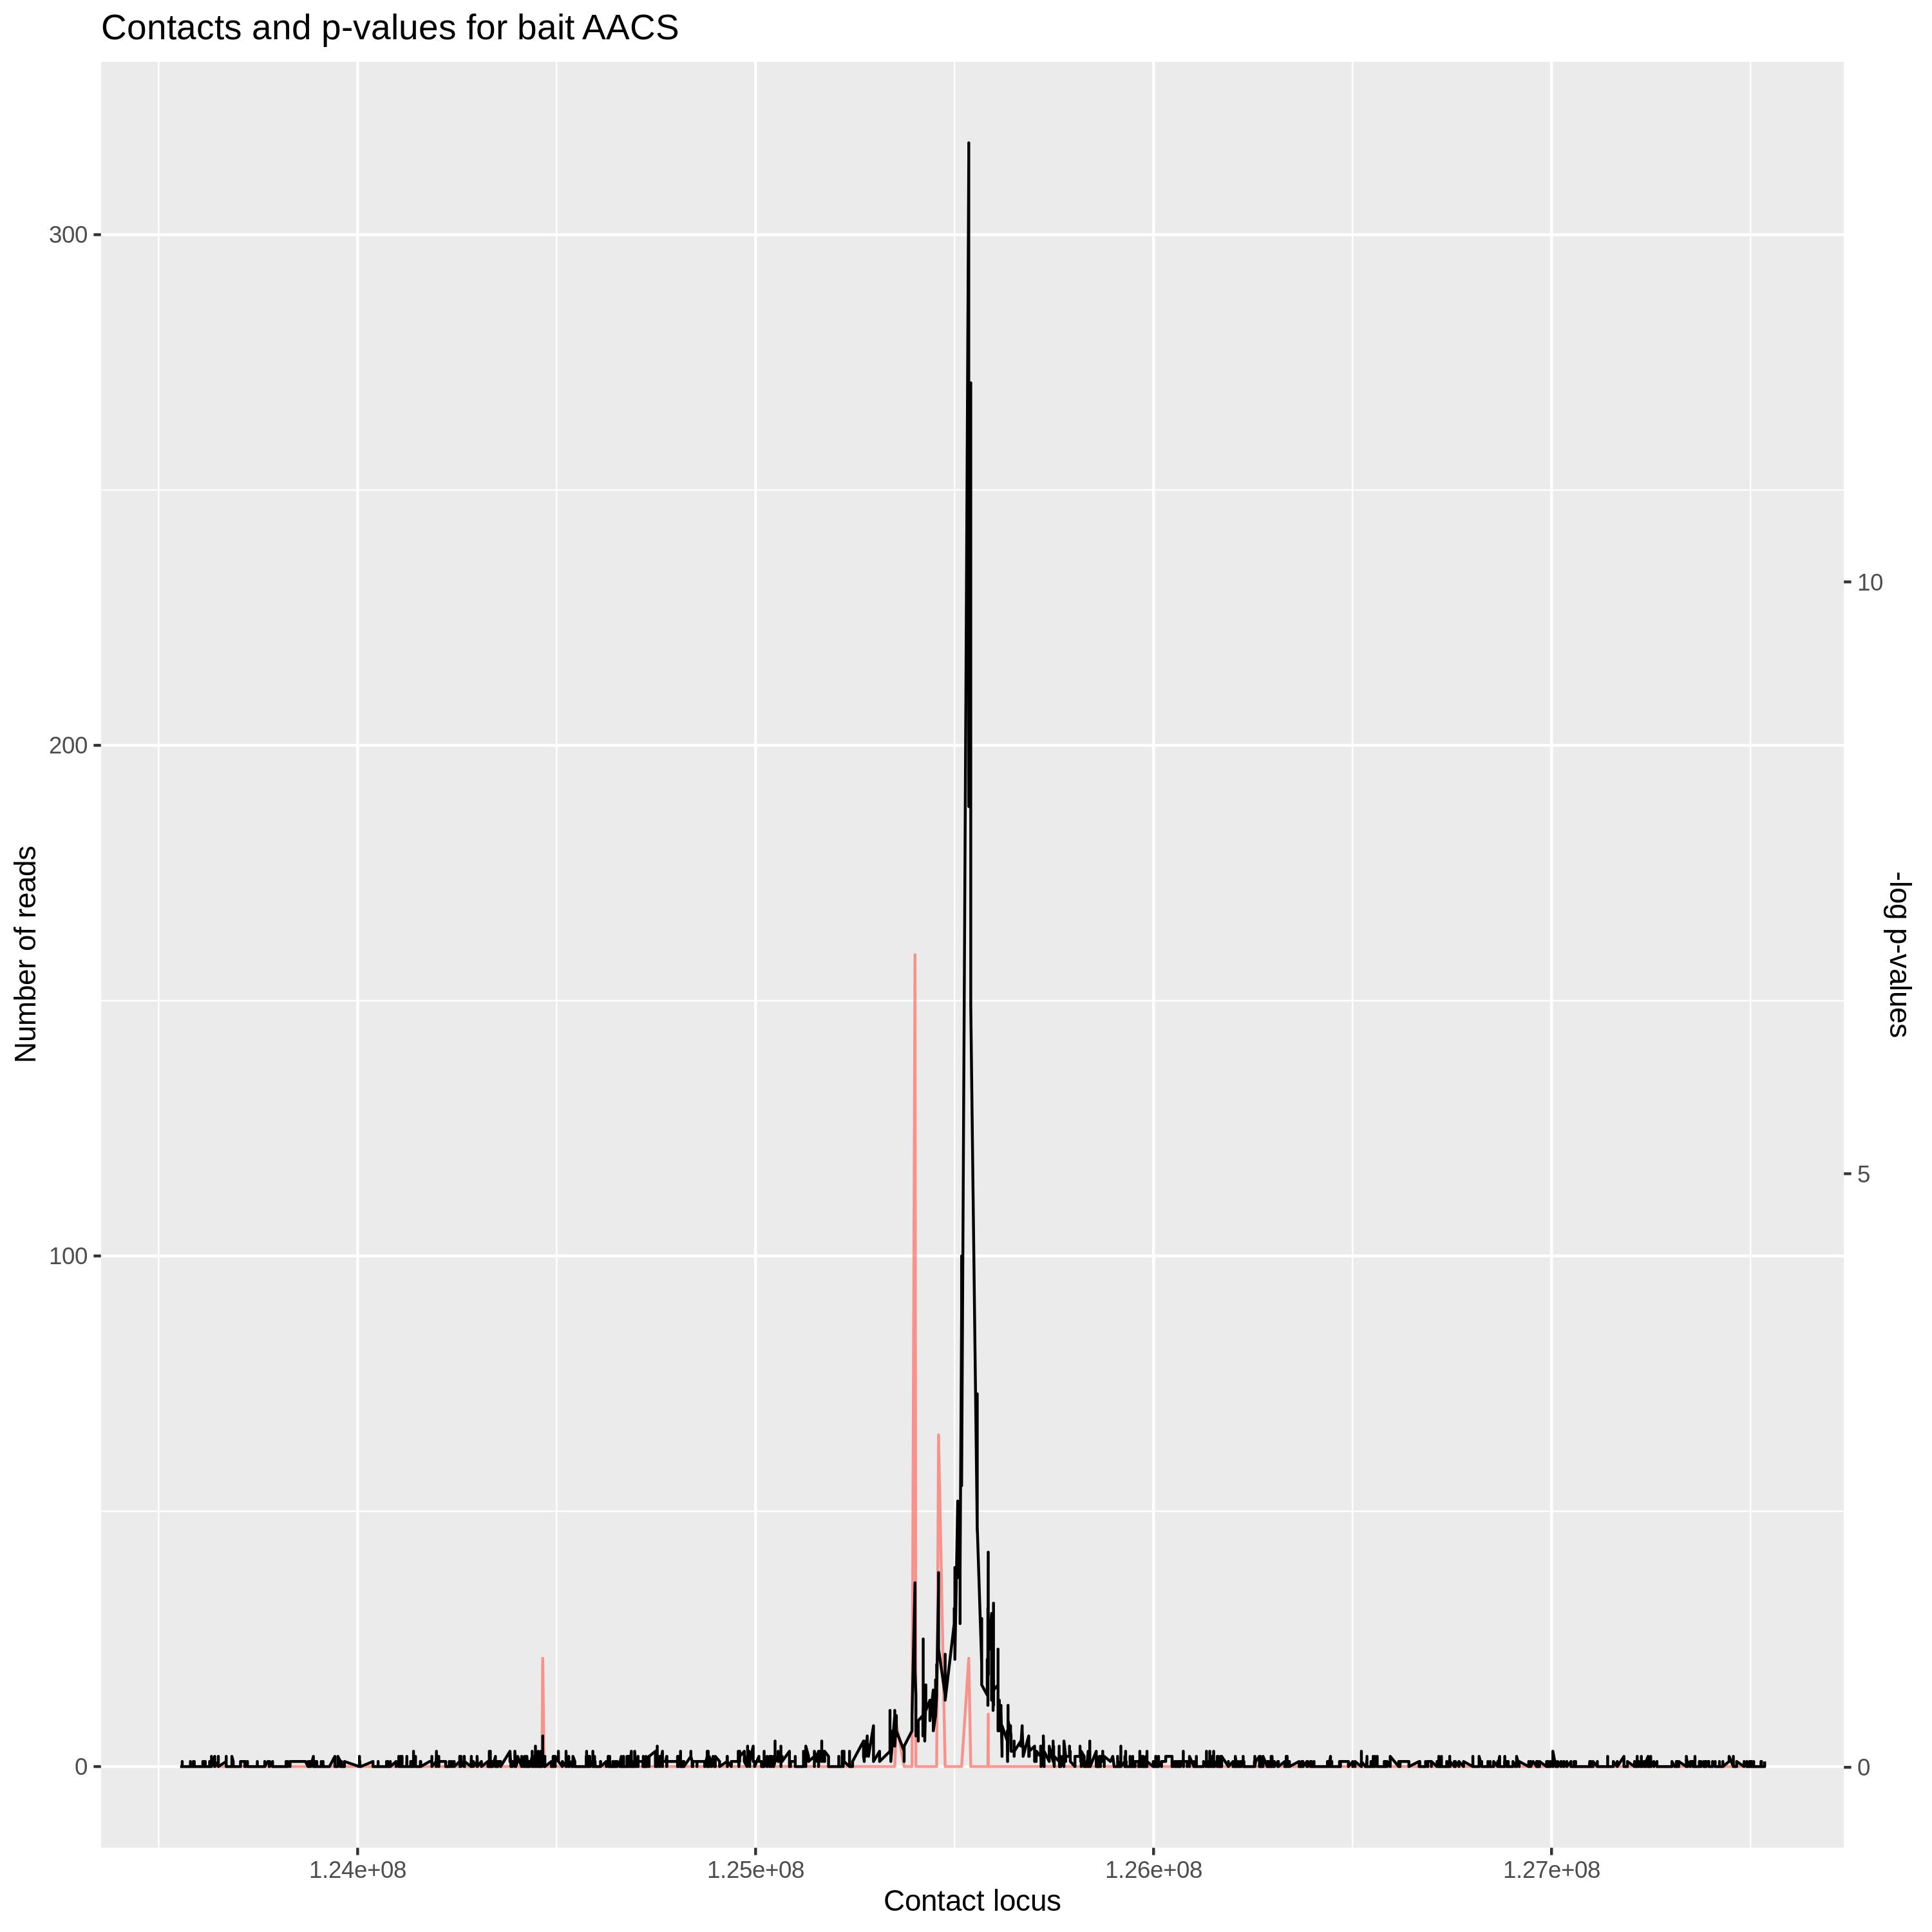 Contacts and p-values for bait AACS
300
200
100
0
Number of reads
10
5
0
-log p-values
1.24e+08
1.25e+08
1.26e+08
1.27e+08
Contact locus